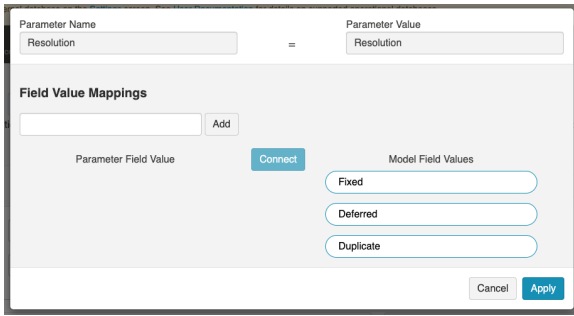 Parameter Name
Parameter Value
Resolution
=
Resolution
Field Value Mappings
Add
Parameter Field Value
Connect
Model Field Values
Fixed
Deferred
Duplicate
Cancel
Apply